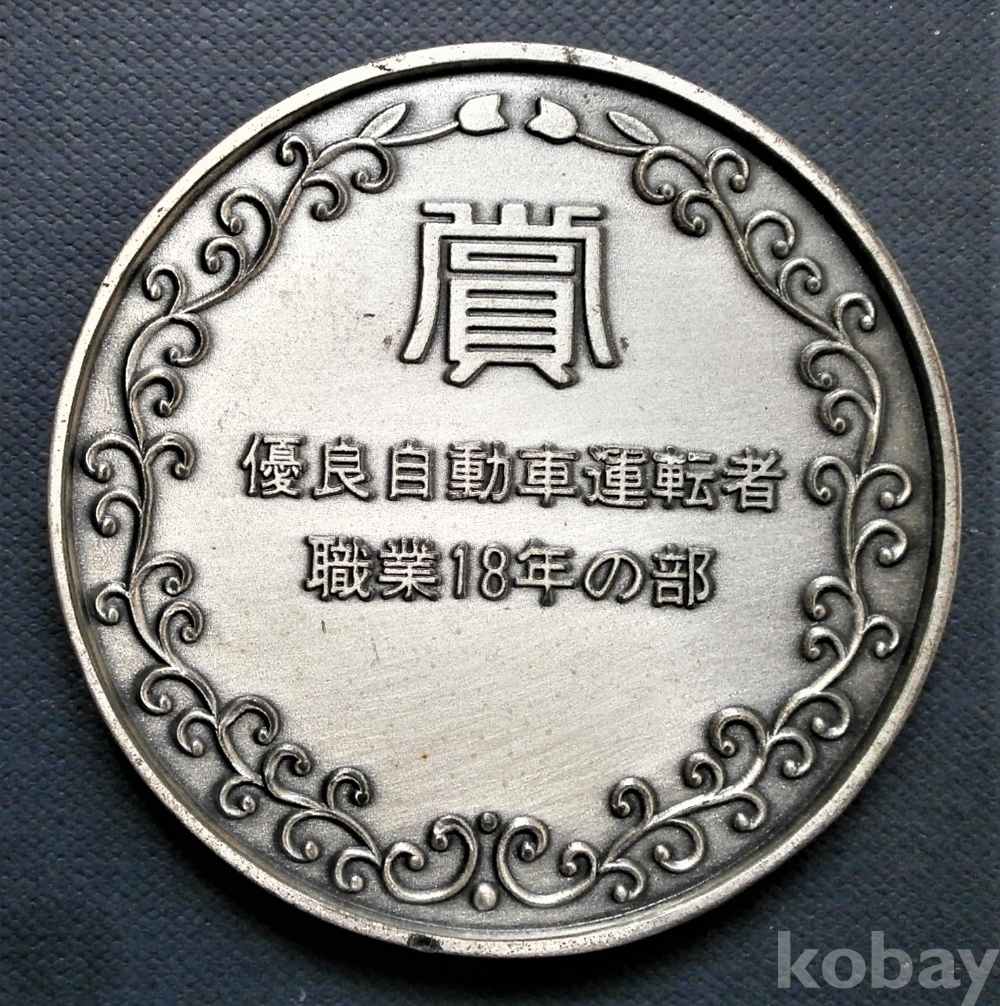 賞
優良自動車運転者
職業18年の部
kobay